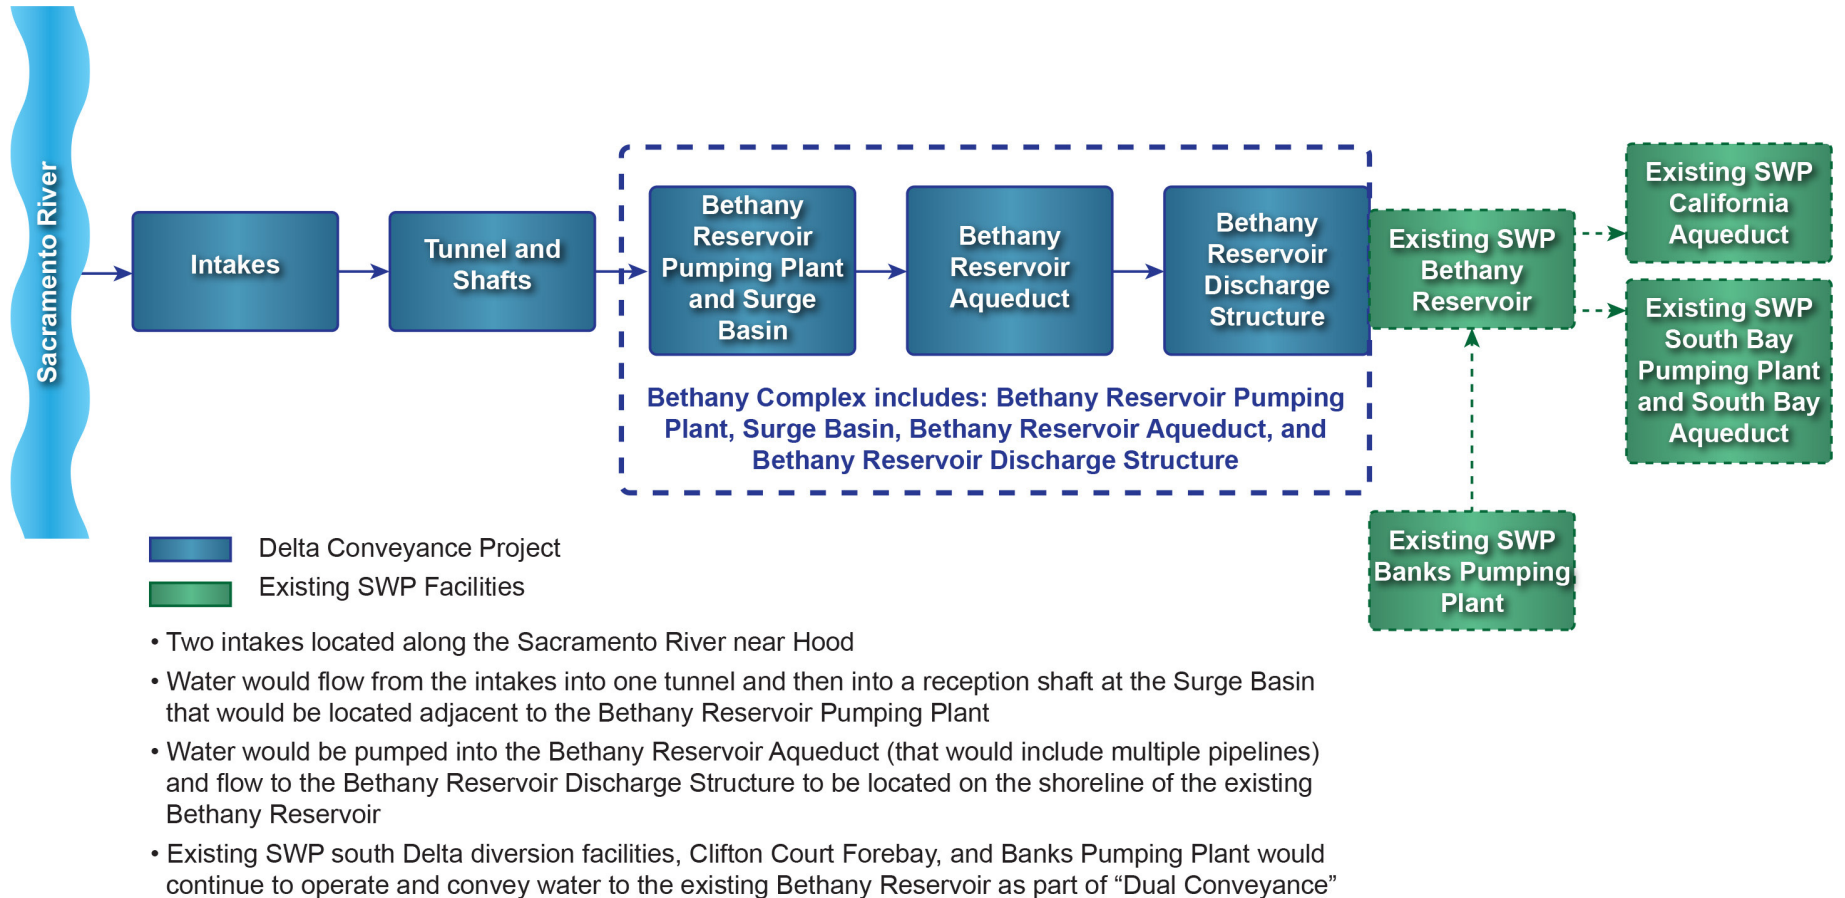 Sacramento River
Intakes
Tunnel and
Shafts
Bethany
Reservoir
Pumping Plant
and Surge
Basin
Bethany
Reservoir
Aqueduct
Bethany
Reservoir
Discharge
Structure
Existing SWP
Bethany
Reservoir
Existing SWP
California
Aqueduct
Existing SWP
South Bay
Pumping Plant
and South Bay
Aqueduct
Bethany Complex includes: Bethany Reservoir Pumping
Plant, Surge Basin, Bethany Reservoir Aqueduct, and
Bethany Reservoir Discharge Structure
Existing SWP
Banks Pumping
Plant
Delta Conveyance Project
Existing SWP Facilities
• Two intakes located along the Sacramento River near Hood
• Water would flow from the intakes into one tunnel and then into a reception shaft at the Surge Basin
that would be located adjacent to the Bethany Reservoir Pumping Plant
• Water would be pumped into the Bethany Reservoir Aqueduct (that would include multiple pipelines)
and flow to the Bethany Reservoir Discharge Structure to be located on the shoreline of the existing
Bethany Reservoir
• Existing SWP south Delta diversion facilities, Clifton Court Forebay, and Banks Pumping Plant would
continue to operate and convey water to the existing Bethany Reservoir as part of “Dual Conveyance”